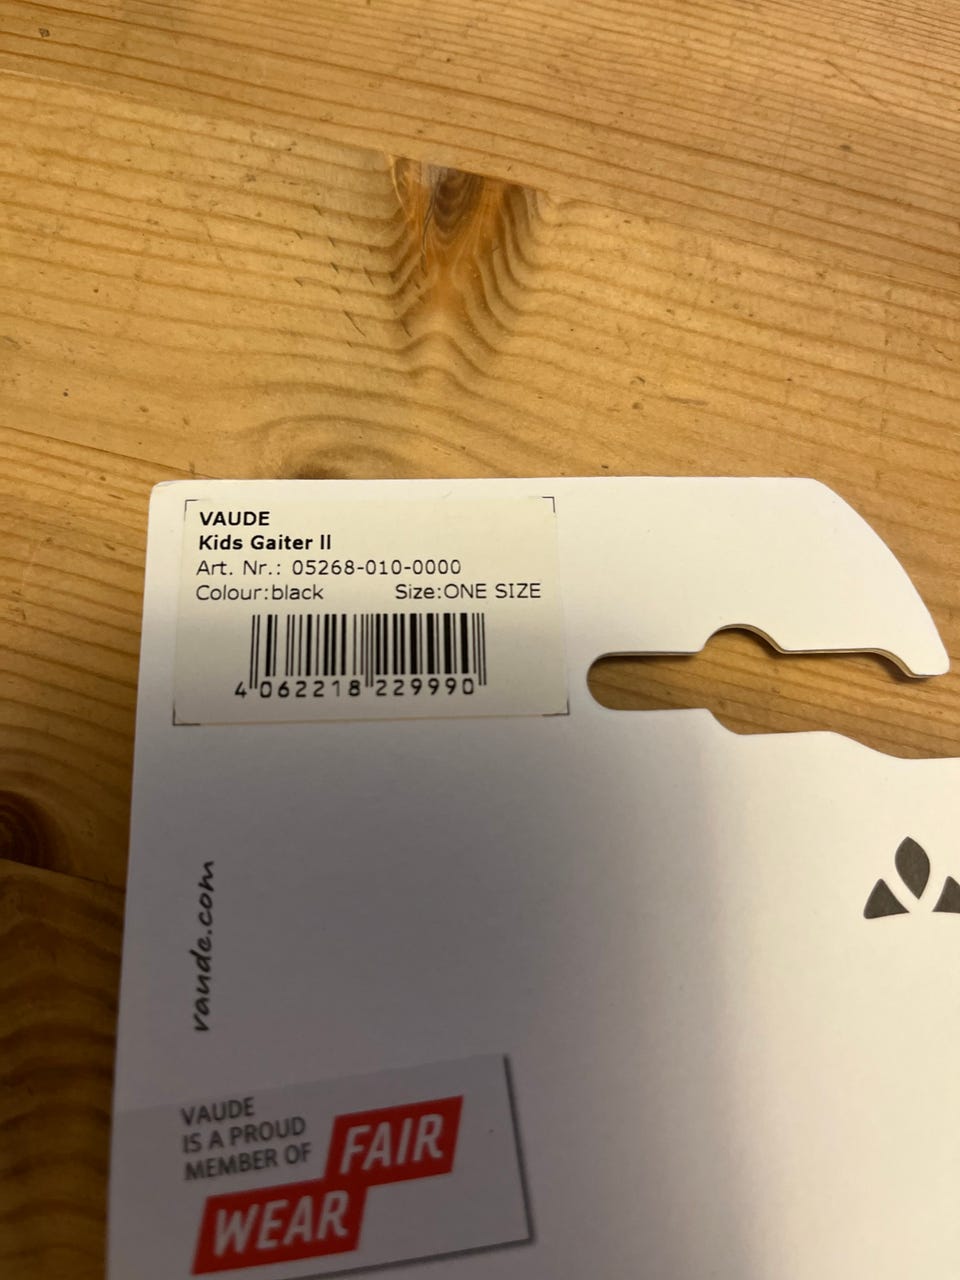 VAUDE
Kids Gaiter II
Art. Nr.: 05268-010-0000
Colour:black Size:ONE SIZE
4 062218 229990
vaude.com
VAUDE
IS A PROUD
MEMBER OF
FAIR
WEAR